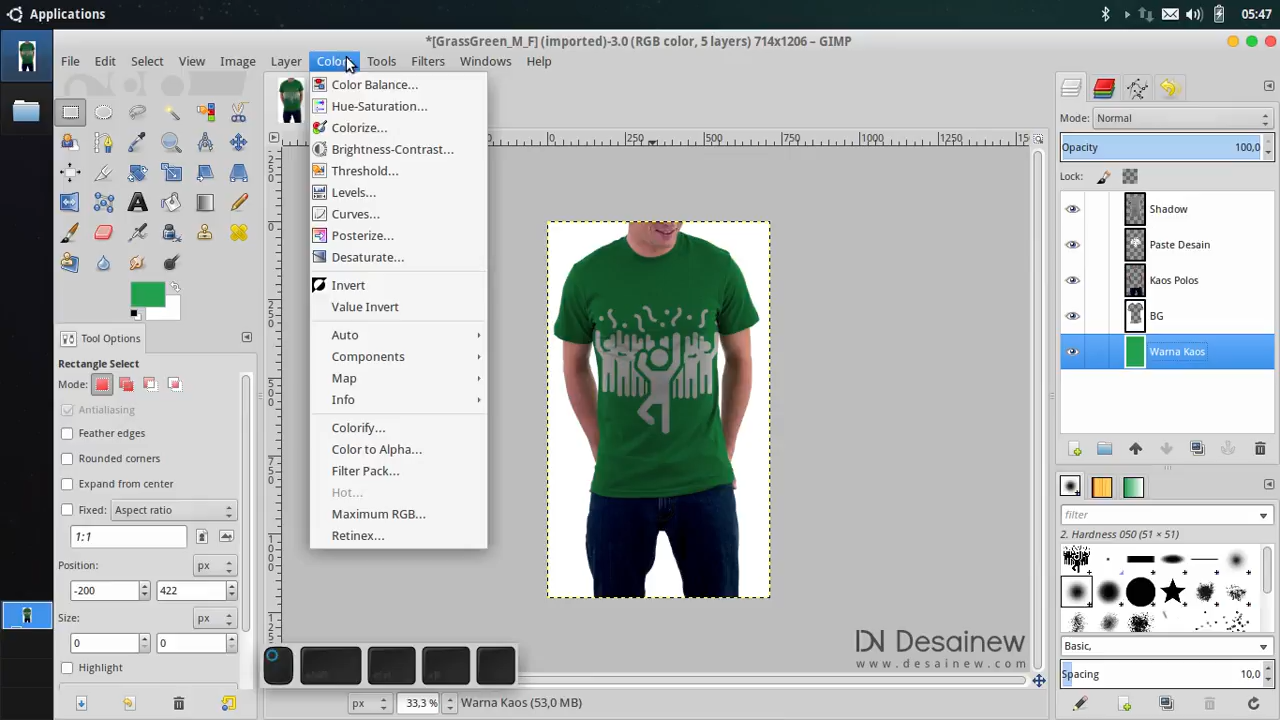 Applications
05:47
*[GrassGreen_M_F] (imported)-3.0 (RGB color, 5 layers) 714x1206 – GIMP
File Edit Select View Image Layer Colors Tools Filters Windows Help
Color Balance...
Hue-Saturation...
Colorize...
Brightness-Contrast...
Threshold...
Levels...
Curves...
Posterize...
Desaturate...
Invert
Value Invert
Auto
Components
Map
Info
Colorify...
Color to Alpha...
Filter Pack...
Hot...
Maximum RGB...
Retinex...
Tool Options
Rectangle Select
Mode:
Antialiasing
Feather edges
Rounded corners
Expand from center
Fixed: Aspect ratio
1:1
Position: px
-200 422
Size: px
0 0
Highlight
0 250 500 750 1000 1250
Mode: Normal
Opacity 100,0
Lock:
Shadow
Paste Desain
Kaos Polos
BG
Warna Kaos
filter
2. Hardness 050 (51 × 51)
Basic,
Spacing 10,0
DN Desainew
www.desainew.com
px 33,3 % Warna Kaos (53,0 MB)